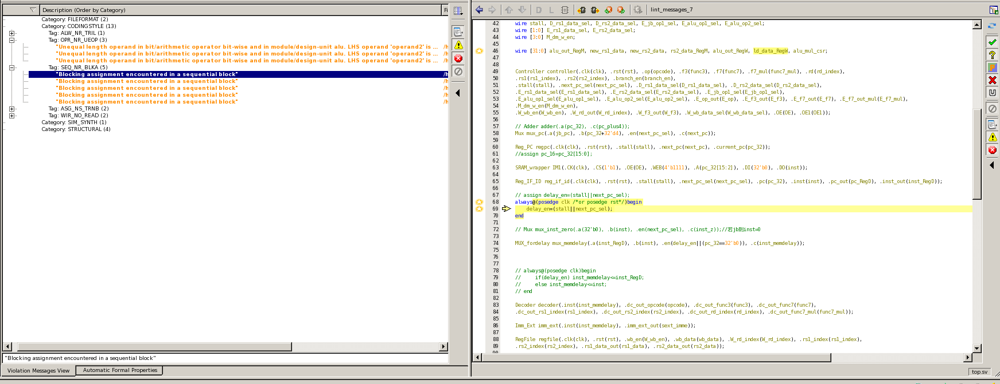 Description (Order by Category)
Fi
Category: FILEFORMAT (2)
Category: CODINGSTYLE (13)
Tag: ALW_NR_TRIL (1)
Tag: OPR_NR_UEOP (3)
"Unequal length operand in bit/arithmetic operator bit-wise and in module/design-unit alu. LHS operand 'operand2' is ... /h
"Unequal length operand in bit/arithmetic operator bit-wise and in module/design-unit alu. LHS operand 'operand2' is ... /h
"Unequal length operand in bit/arithmetic operator bit-wise and in module/design-unit alu. LHS operand 'operand2' is ... /h
Tag: SEQ_NR_BLKA (5)
"Blocking assignment encountered in a sequential block" /h
"Blocking assignment encountered in a sequential block" /h
"Blocking assignment encountered in a sequential block" /h
"Blocking assignment encountered in a sequential block" /h
"Blocking assignment encountered in a sequential block" /h
Tag: ASG_NS_TRNB (2)
Tag: WIR_NO_READ (2)
Category: SIM_SYNTH (1)
Category: STRUCTURAL (4)
"Blocking assignment encountered in a sequential block"
Violation Messages View
Automatic Formal Properties
D L
lint_messages_7
42 wire stall, D_rs1_data_sel, D_rs2_data_sel, E_jb_op1_sel, E_alu_op1_sel, E_alu_op2_sel;
43 wire [1:0] E_rs1_data_sel, E_rs2_data_sel;
44 wire [3:0] M_dm_w_en;
45
46 wire [31:0] alu_out_RegM, new_rs1_data, new_rs2_data, rs2_data_RegM, alu_out_RegW, ld_data_RegW, alu_mul_csr;
47
48
49 Controller controller(.clk(clk), .rst(rst), .op(opcode), .f3(func3), .f7(func7), .f7_mul(func7_mul), .rd(rd_index),
50 .rs1(rs1_index), .rs2(rs2_index), .branch_en(branch_en),
51 .stall(stall), .next_pc_sel(next_pc_sel), .D_rs1_data_sel(D_rs1_data_sel), .D_rs2_data_sel(D_rs2_data_sel),
52 .E_rs1_data_sel(E_rs1_data_sel), .E_rs2_data_sel(E_rs2_data_sel), .E_jb_op1_sel(E_jb_op1_sel),
53 .E_alu_op1_sel(E_alu_op1_sel), .E_alu_op2_sel(E_alu_op2_sel), .E_op_out(E_op), .E_f3_out(E_f3), .E_f7_out(E_f7), .E_f7_out_mul(E_f7_mul),
54 .M_dm_w_en(M_dm_w_en),
55 .W_wb_en(W_wb_en), .W_rd_out(W_rd_index), .W_f3_out(W_f3), .W_wb_data_sel(W_wb_data_sel), .OE(OE), .OE1(OE1));
56
57 // Adder adder(.a(pc_32), .c(pc_plus4));
58 Mux mux_pc(.a(jb_pc), .b(pc_32+32'd4), .en(next_pc_sel), .c(next_pc));
59
60 Reg_PC regpc(.clk(clk), .rst(rst), .stall(stall), .next_pc(next_pc), .current_pc(pc_32));
61 //assign pc_16=pc_32[15:0];
62
63 SRAM_wrapper IM1(.CK(clk), .CS(1'b1), .OE(OE), .WEB(4'b1111), .A(pc_32[15:2]), .DI(32'b0), .DO(inst));
64
65 Reg_IF_ID reg_if_id(.clk(clk), .rst(rst), .stall(stall), .next_pc_sel(next_pc_sel), .pc(pc_32), .inst(inst), .pc_out(pc_RegD), .inst_out(inst_RegD));
66
67 // assign delay_en=(stall||next_pc_sel);
68 always@(posedge clk /*or posedge rst*/)begin
69 delay_en=(stall||next_pc_sel);
70 end
71
72 // Mux mux_inst_zero(.a(32'b0), .b(inst), .en(next_pc_sel), .c(inst_z));//若jb則inst=0
73
74 MUX_fordelay mux_memdelay(.a(inst_RegD), .b(inst), .en(delay_en||(pc_32==32'b0)), .c(inst_memdelay));
75
76
77
78 // always@(posedge clk)begin
79 // if(delay_en) inst_memdelay<=inst_RegD;
80 // else inst_memdelay<=inst;
81 // end
82
83 Decoder decoder(.inst(inst_memdelay), .dc_out_opcode(opcode), .dc_out_func3(func3), .dc_out_func7(func7),
84 .dc_out_rs1_index(rs1_index), .dc_out_rs2_index(rs2_index), .dc_out_rd_index(rd_index), .dc_out_func7_mul(func7_mul));
85
86 Imm_Ext imm_ext(.inst(inst_memdelay), .imm_ext_out(sext_imme));
87
88 RegFile regfile(.clk(clk), .rst(rst), .wb_en(W_wb_en), .wb_data(wb_data), .W_rd_index(W_rd_index), .rs1_index(rs1_index),
89 .rs2_index(rs2_index), .rs1_data_out(rs1_data), .rs2_data_out(rs2_data));
top.sv